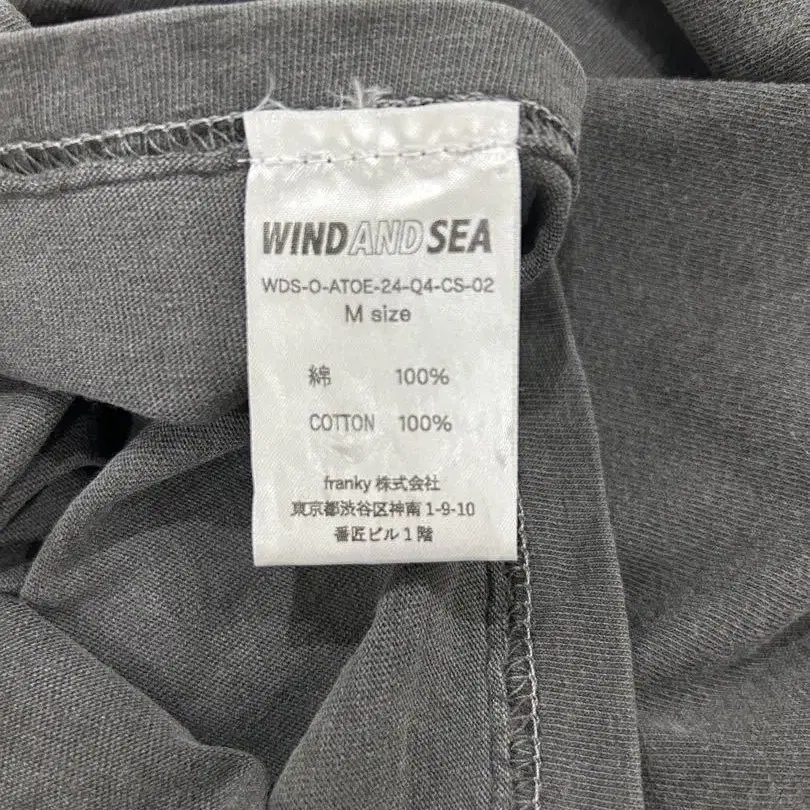 WINDANDSEA
WDS-O-ATOE-24-Q4-CS-02
M size
綿 100%
COTTON 100%
franky 株式会社
東京都渋谷区神南1-9-10
番匠ビル1階